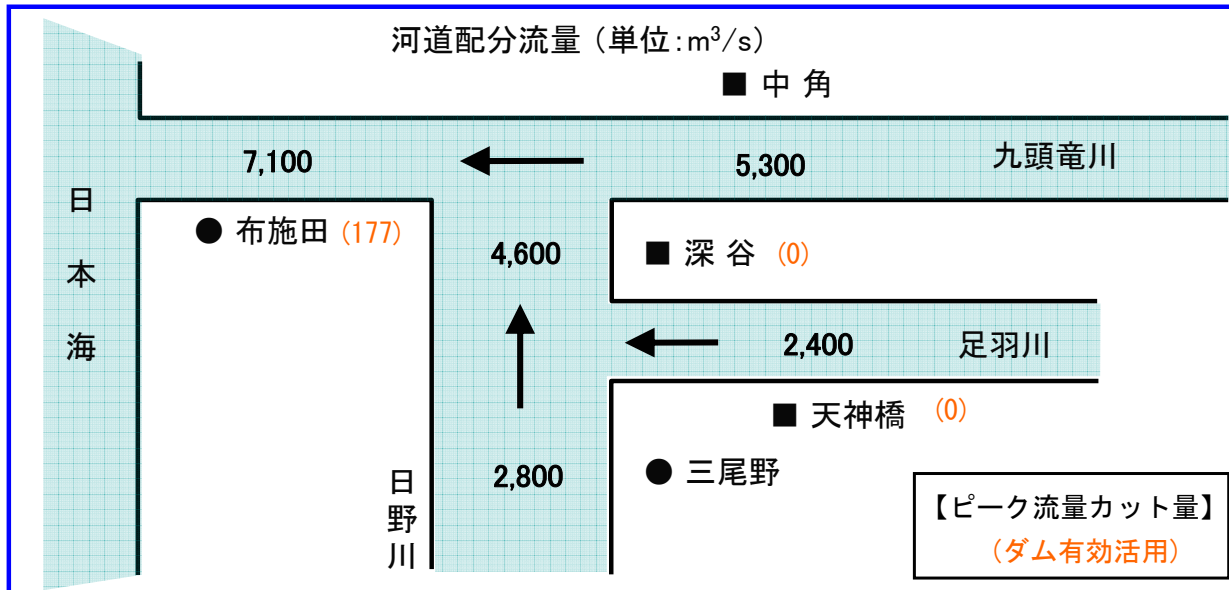 河道配分流量（単位：m³/s）
■ 中 角
7,100
5,300
九頭竜川
日本海
● 布施田 (177)
4,600
■ 深 谷 (0)
2,400
足羽川
■ 天神橋 (0)
2,800
● 三尾野
日野川
【ピーク流量カット量】
（ダム有効活用）